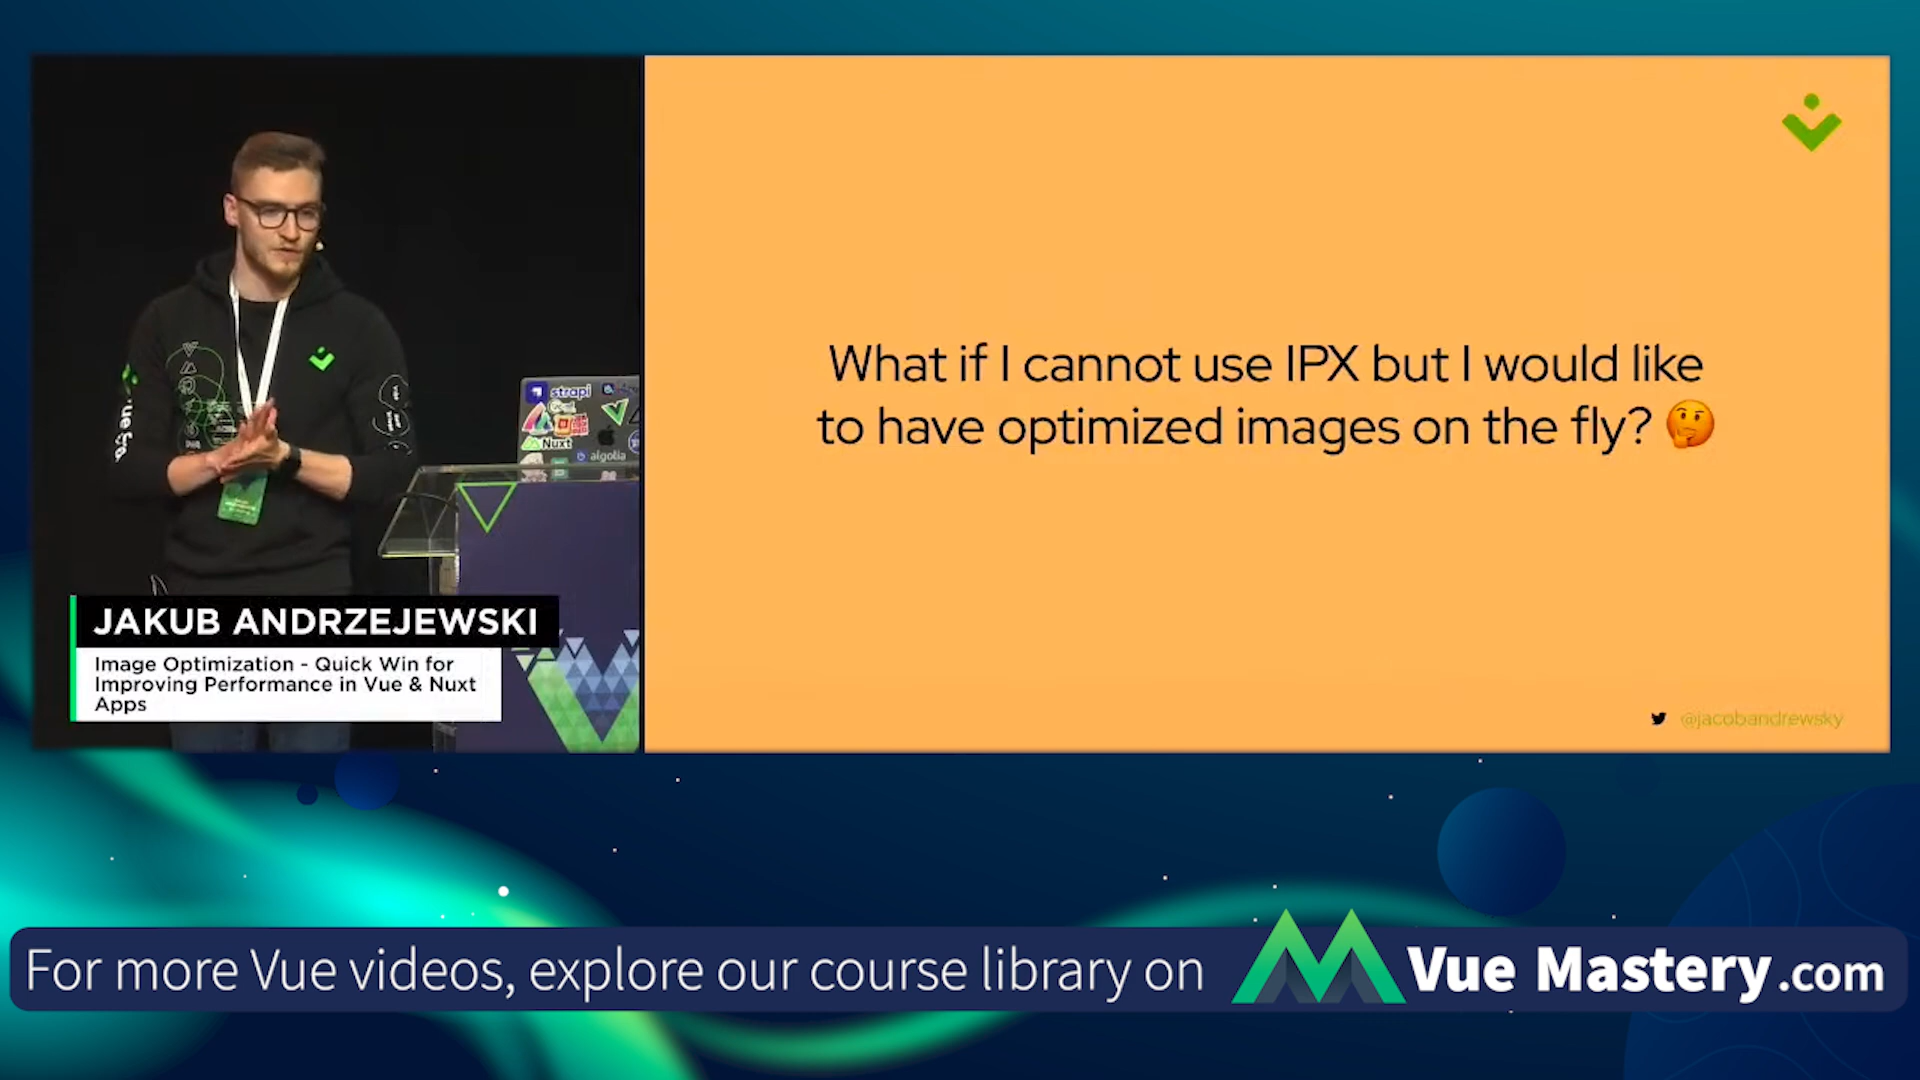 What if I cannot use IPX but I would like
to have optimized images on the fly? 🤔
strapi
Nuxt
algolia
JAKUB ANDRZEJEWSKI
Image Optimization - Quick Win for
Improving Performance in Vue & Nuxt
Apps
@jacobandrewsky
For more Vue videos, explore our course library on Vue Mastery.com